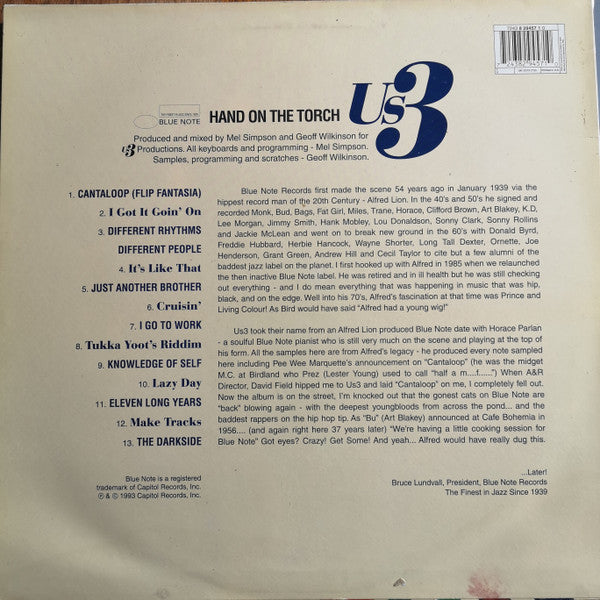 7243 8 29457 1 0
BLUE NOTE
HAND ON THE TORCH
Us3
Produced and mixed by Mel Simpson and Geoff Wilkinson for
Us3 Productions. All keyboards and programming - Mel Simpson.
Samples, programming and scratches - Geoff Wilkinson.
1. CANTALOOP (FLIP FANTASIA)
2. I Got It Goin' On
3. DIFFERENT RHYTHMS
DIFFERENT PEOPLE
4. It's Like That
5. JUST ANOTHER BROTHER
6. Cruisin'
7. I GO TO WORK
8. Tukka Yoot's Riddim
9. KNOWLEDGE OF SELF
10. Lazy Day
11. ELEVEN LONG YEARS
12. Make Tracks
13. THE DARKSIDE
Blue Note is a registered
trademark of Capitol Records, Inc.
℗ & © 1993 Capitol Records, Inc.
Blue Note Records first made the scene 54 years ago in January 1939 via the
hippest record man of the 20th Century - Alfred Lion. In the 40's and 50's he signed and
recorded Monk, Bud, Bags, Fat Girl, Miles, Trane, Horace, Clifford Brown, Art Blakey, K.D,
Lee Morgan, Jimmy Smith, Hank Mobley, Lou Donaldson, Sonny Clark, Sonny Rollins
and Jackie McLean and went on to break new ground in the 60's with Donald Byrd,
Freddie Hubbard, Herbie Hancock, Wayne Shorter, Long Tall Dexter, Ornette, Joe
Henderson, Grant Green, Andrew Hill and Cecil Taylor to cite but a few alumni of the
baddest jazz label on the planet. I first hooked up with Alfred in 1985 when we relaunched
then inactive Blue Note label. He was retired and in ill health but he was still checking
out everything - and I do mean everything that was happening in music that was hip,
black, and on the edge. Well into his 70's, Alfred's fascination at that time was Prince and
Living Colour! As Bird would have said "Alfred had a young wig!"
Us3 took their name from an Alfred Lion produced Blue Note date with Horace Parlan
- a soulful Blue Note pianist who is still very much on the scene and playing at the top of
his form. All the samples here are from Alfred's legacy - he produced every note sampled
here including Pee Wee Marquette's announcement on "Cantaloop" (he was the midget
M.C. at Birdland who Prez (Lester Young) used to call "half a m....f......") When A&R
Director, David Field hipped me to Us3 and laid "Cantaloop" on me, I completely fell out.
Now the album is on the street, I'm knocked out that the gonest cats on Blue Note are
"back" blowing again - with the deepest youngbloods from across the pond... and the
baddest rappers on the hip hop tip. As "Bu" (Art Blakey) announced at Cafe Bohemia in
1956.... (and again right here 37 years later) "We're having a little cooking session for
Blue Note" Got eyes? Crazy! Get Some! And yeah... Alfred would have really dug this.
...Later!
Bruce Lundvall, President, Blue Note Records
The Finest in Jazz Since 1939